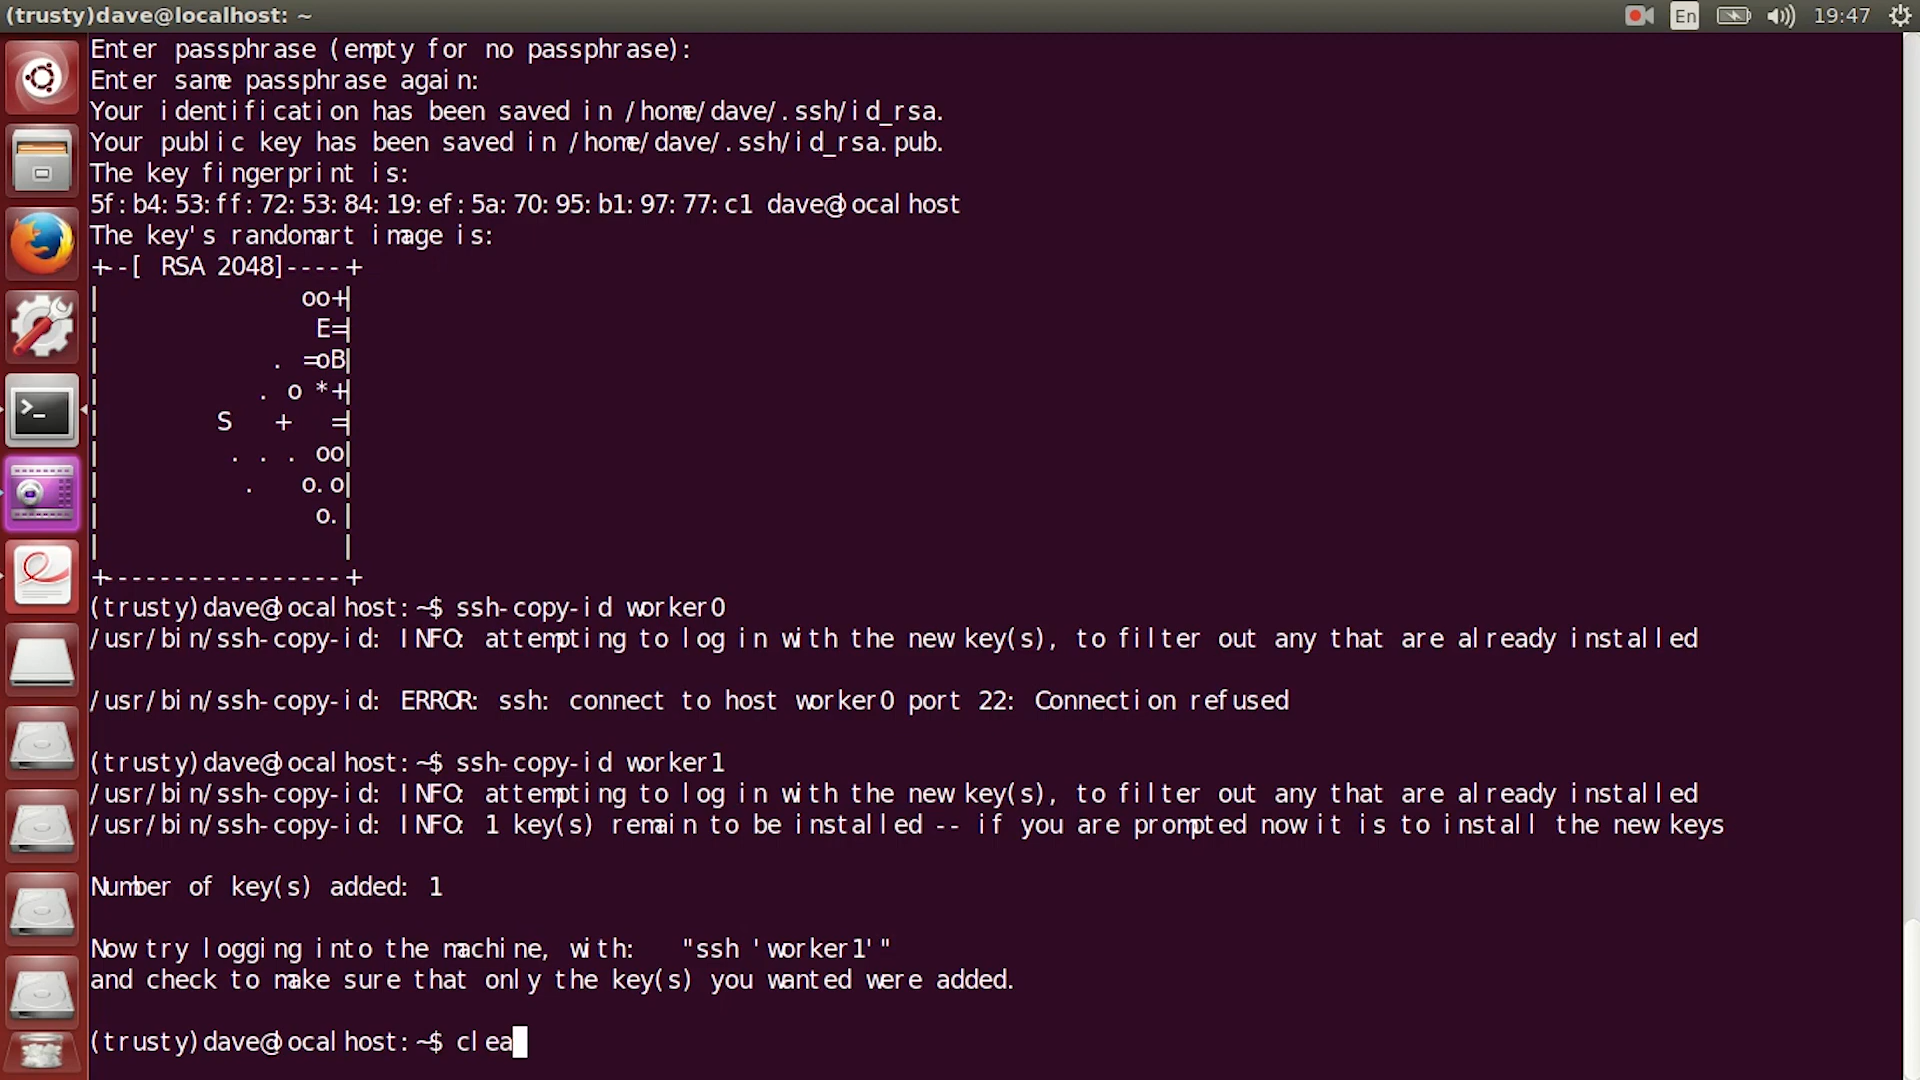 (trusty)dave@localhost: ~
En
19:47
Enter passphrase (empty for no passphrase):
Enter same passphrase again:
Your identification has been saved in /home/dave/.ssh/id_rsa.
Your public key has been saved in /home/dave/.ssh/id_rsa.pub.
The key fingerprint is:
5f:b4:53:ff:72:53:84:19:ef:5a:70:95:b1:97:77:c1 dave@localhost
The key's randomart image is:
+--[ RSA 2048]----+
|              oo+|
|               E=|
|            . =oB|
|           . o *+|
|        S   +   =|
|         . . . oo|
|          .   o.o|
|               o.|
|                 |
+-----------------+
(trusty)dave@localhost:~$ ssh-copy-id worker0
/usr/bin/ssh-copy-id: INFO: attempting to log in with the new key(s), to filter out any that are already installed
/usr/bin/ssh-copy-id: ERROR: ssh: connect to host worker0 port 22: Connection refused
(trusty)dave@localhost:~$ ssh-copy-id worker1
/usr/bin/ssh-copy-id: INFO: attempting to log in with the new key(s), to filter out any that are already installed
/usr/bin/ssh-copy-id: INFO: 1 key(s) remain to be installed -- if you are prompted now it is to install the new keys
Number of key(s) added: 1
Now try logging into the machine, with:   "ssh 'worker1'"
and check to make sure that only the key(s) you wanted were added.
(trusty)dave@localhost:~$ clea